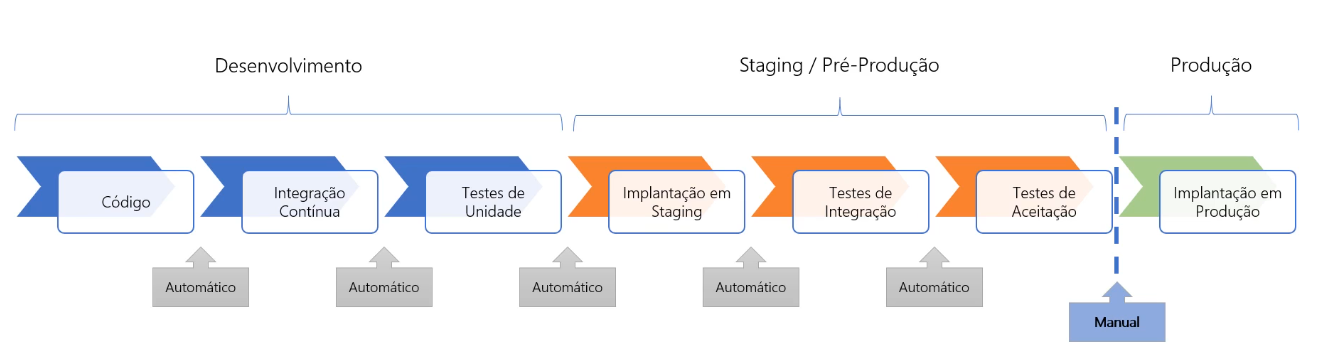 Desenvolvimento
Staging / Pré-Produção
Produção
Código
Integração
Contínua
Testes de
Unidade
Implantação em
Staging
Testes de
Integração
Testes de
Aceitação
Implantação em
Produção
Automático
Automático
Automático
Automático
Automático
Manual